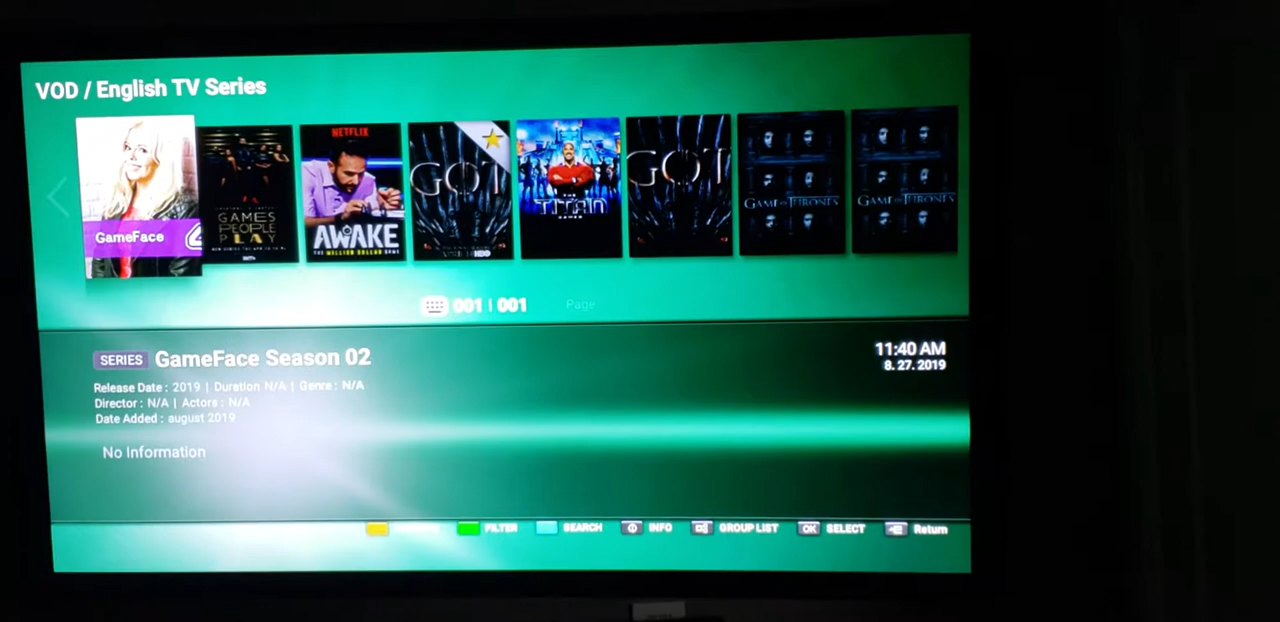 VOD / English TV Series
GameFace
GAMES
PEOPLE
PLAY
NETFLIX
AWAKE
THE MILLION DOLLAR GAME
GOT
THE
TITAN
GAMES
GOT
GAME OF THRONES
GAME OF THRONES
001 | 001
Page
SERIES GameFace Season 02
11:40 AM
8. 27. 2019
Release Date : 2019 | Duration N/A | Genre : N/A
Director : N/A | Actors : N/A
Date Added : august 2019
No Information
FILTER SEARCH INFO GROUP LIST OK SELECT Return